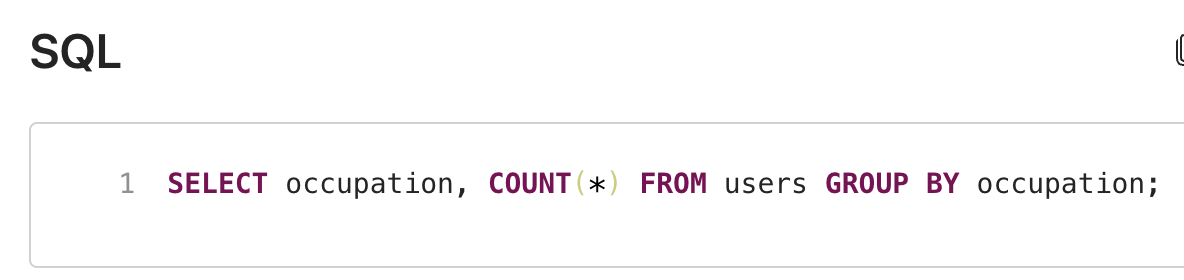 SQL
1 SELECT occupation, COUNT(*) FROM users GROUP BY occupation;